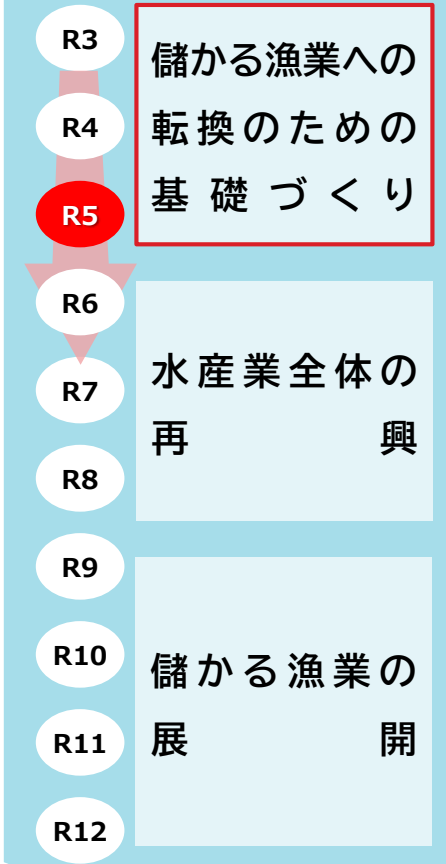 R3
R4
R5
R6
R7
R8
R9
R10
R11
R12
儲かる漁業への
転換のための
基礎づくり
水産業全体の
再興
儲かる漁業の
展開